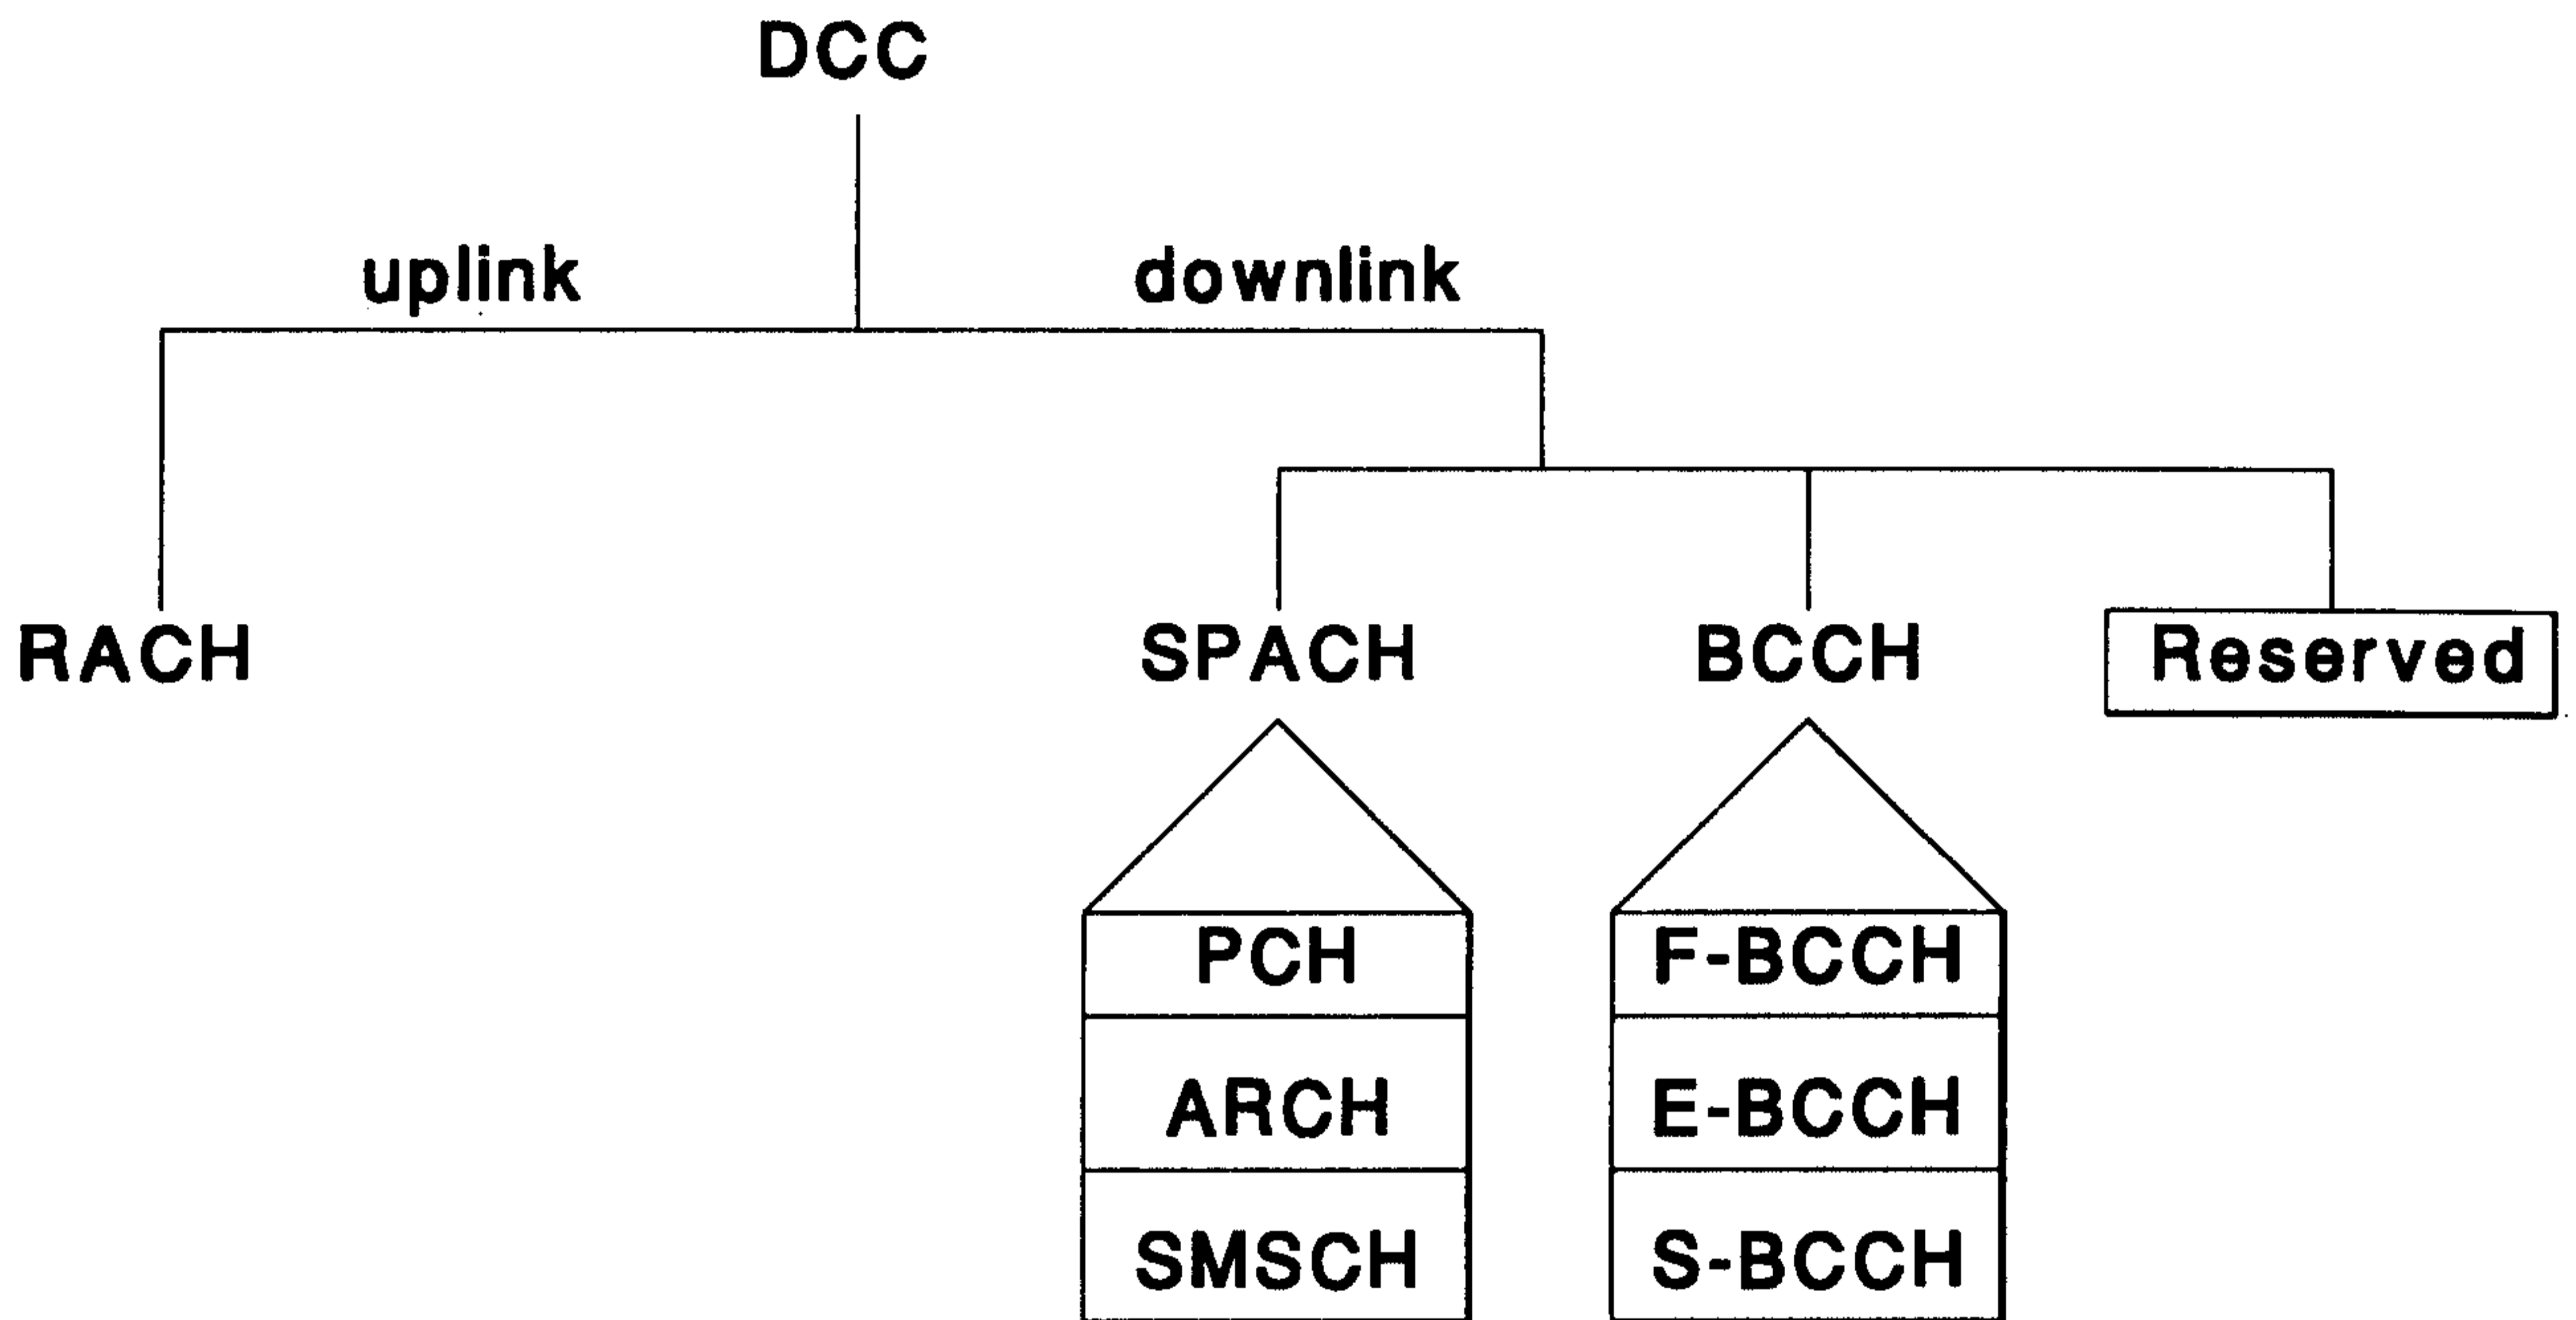 DCC
uplink
downlink
RACH
SPACH
BCCH
Reserved
PCH
F-BCCH
ARCH
E-BCCH
SMSCH
S-BCCH